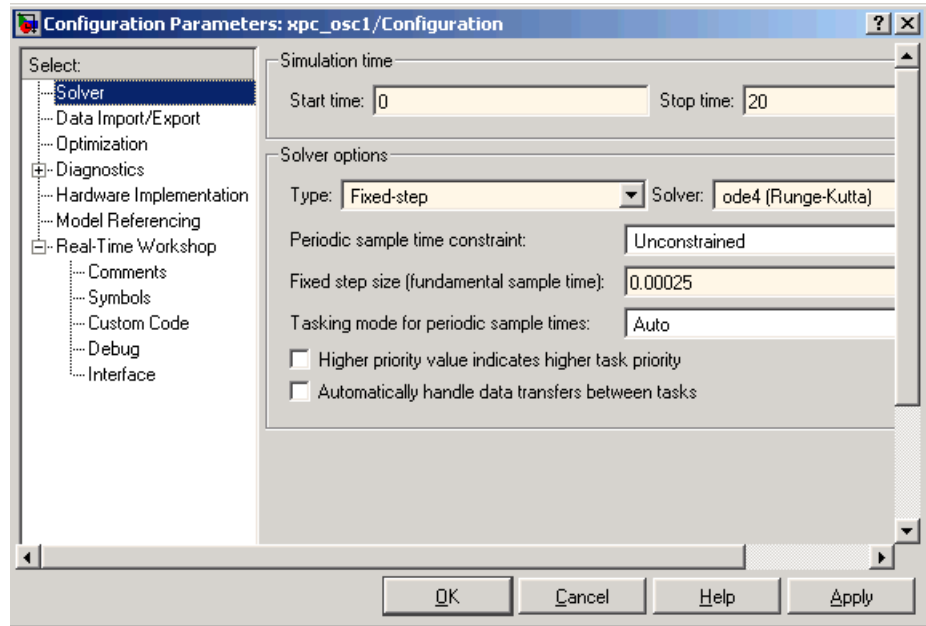 Configuration Parameters: xpc_osc1/Configuration
Select:
Solver
Data Import/Export
Optimization
Diagnostics
Hardware Implementation
Model Referencing
Real-Time Workshop
Comments
Symbols
Custom Code
Debug
Interface
Simulation time
Start time: 0 Stop time: 20
Solver options
Type: Fixed-step Solver: ode4 (Runge-Kutta)
Periodic sample time constraint: Unconstrained
Fixed step size (fundamental sample time): 0.00025
Tasking mode for periodic sample times: Auto
Higher priority value indicates higher task priority
Automatically handle data transfers between tasks
OK Cancel Help Apply